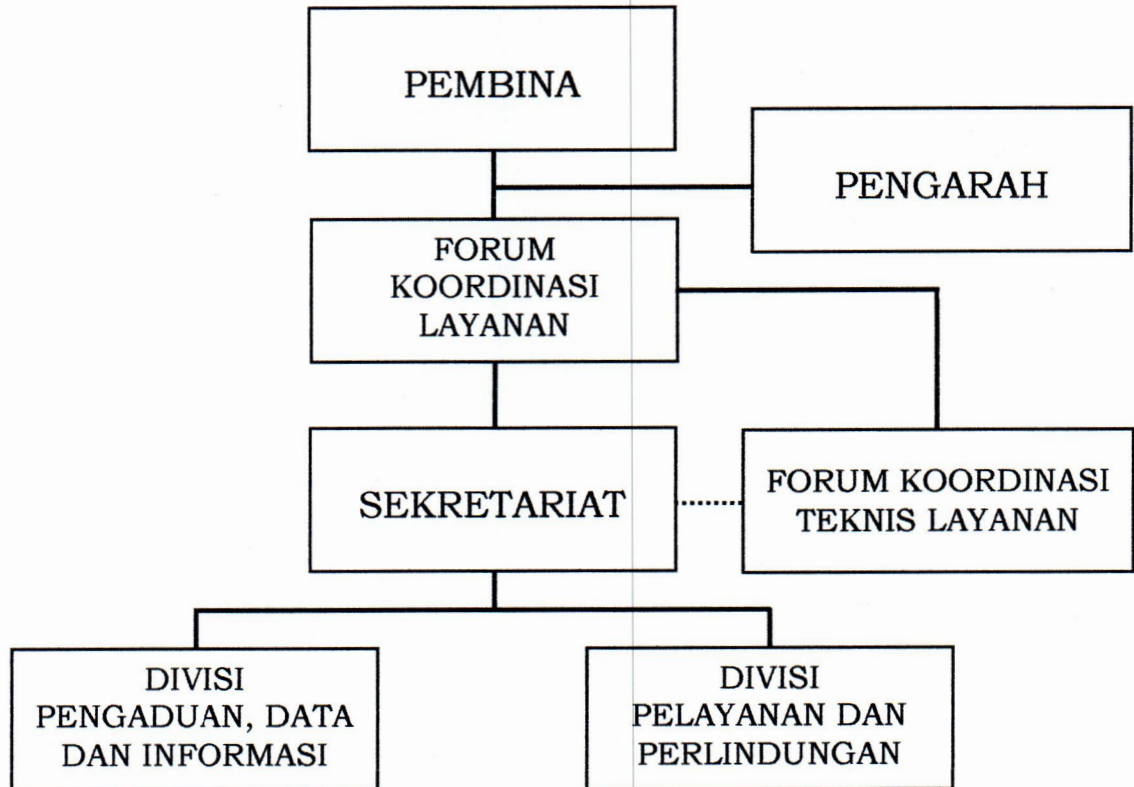 PEMBINA
PENGARAH
FORUM
KOORDINASI
LAYANAN
SEKRETARIAT
FORUM KOORDINASI
TEKNIS LAYANAN
DIVISI
PENGADUAN, DATA
DAN INFORMASI
DIVISI
PELAYANAN DAN
PERLINDUNGAN